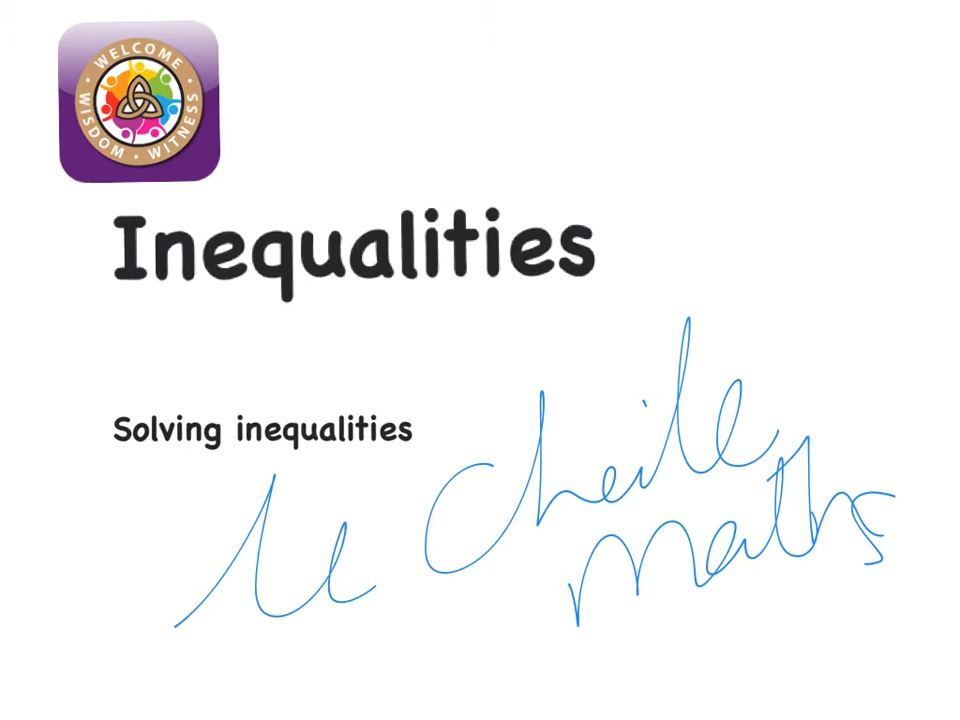 WELCOME • WITNESS • WISDOM •
Inequalities
Solving inequalities
le Cheile
Maths